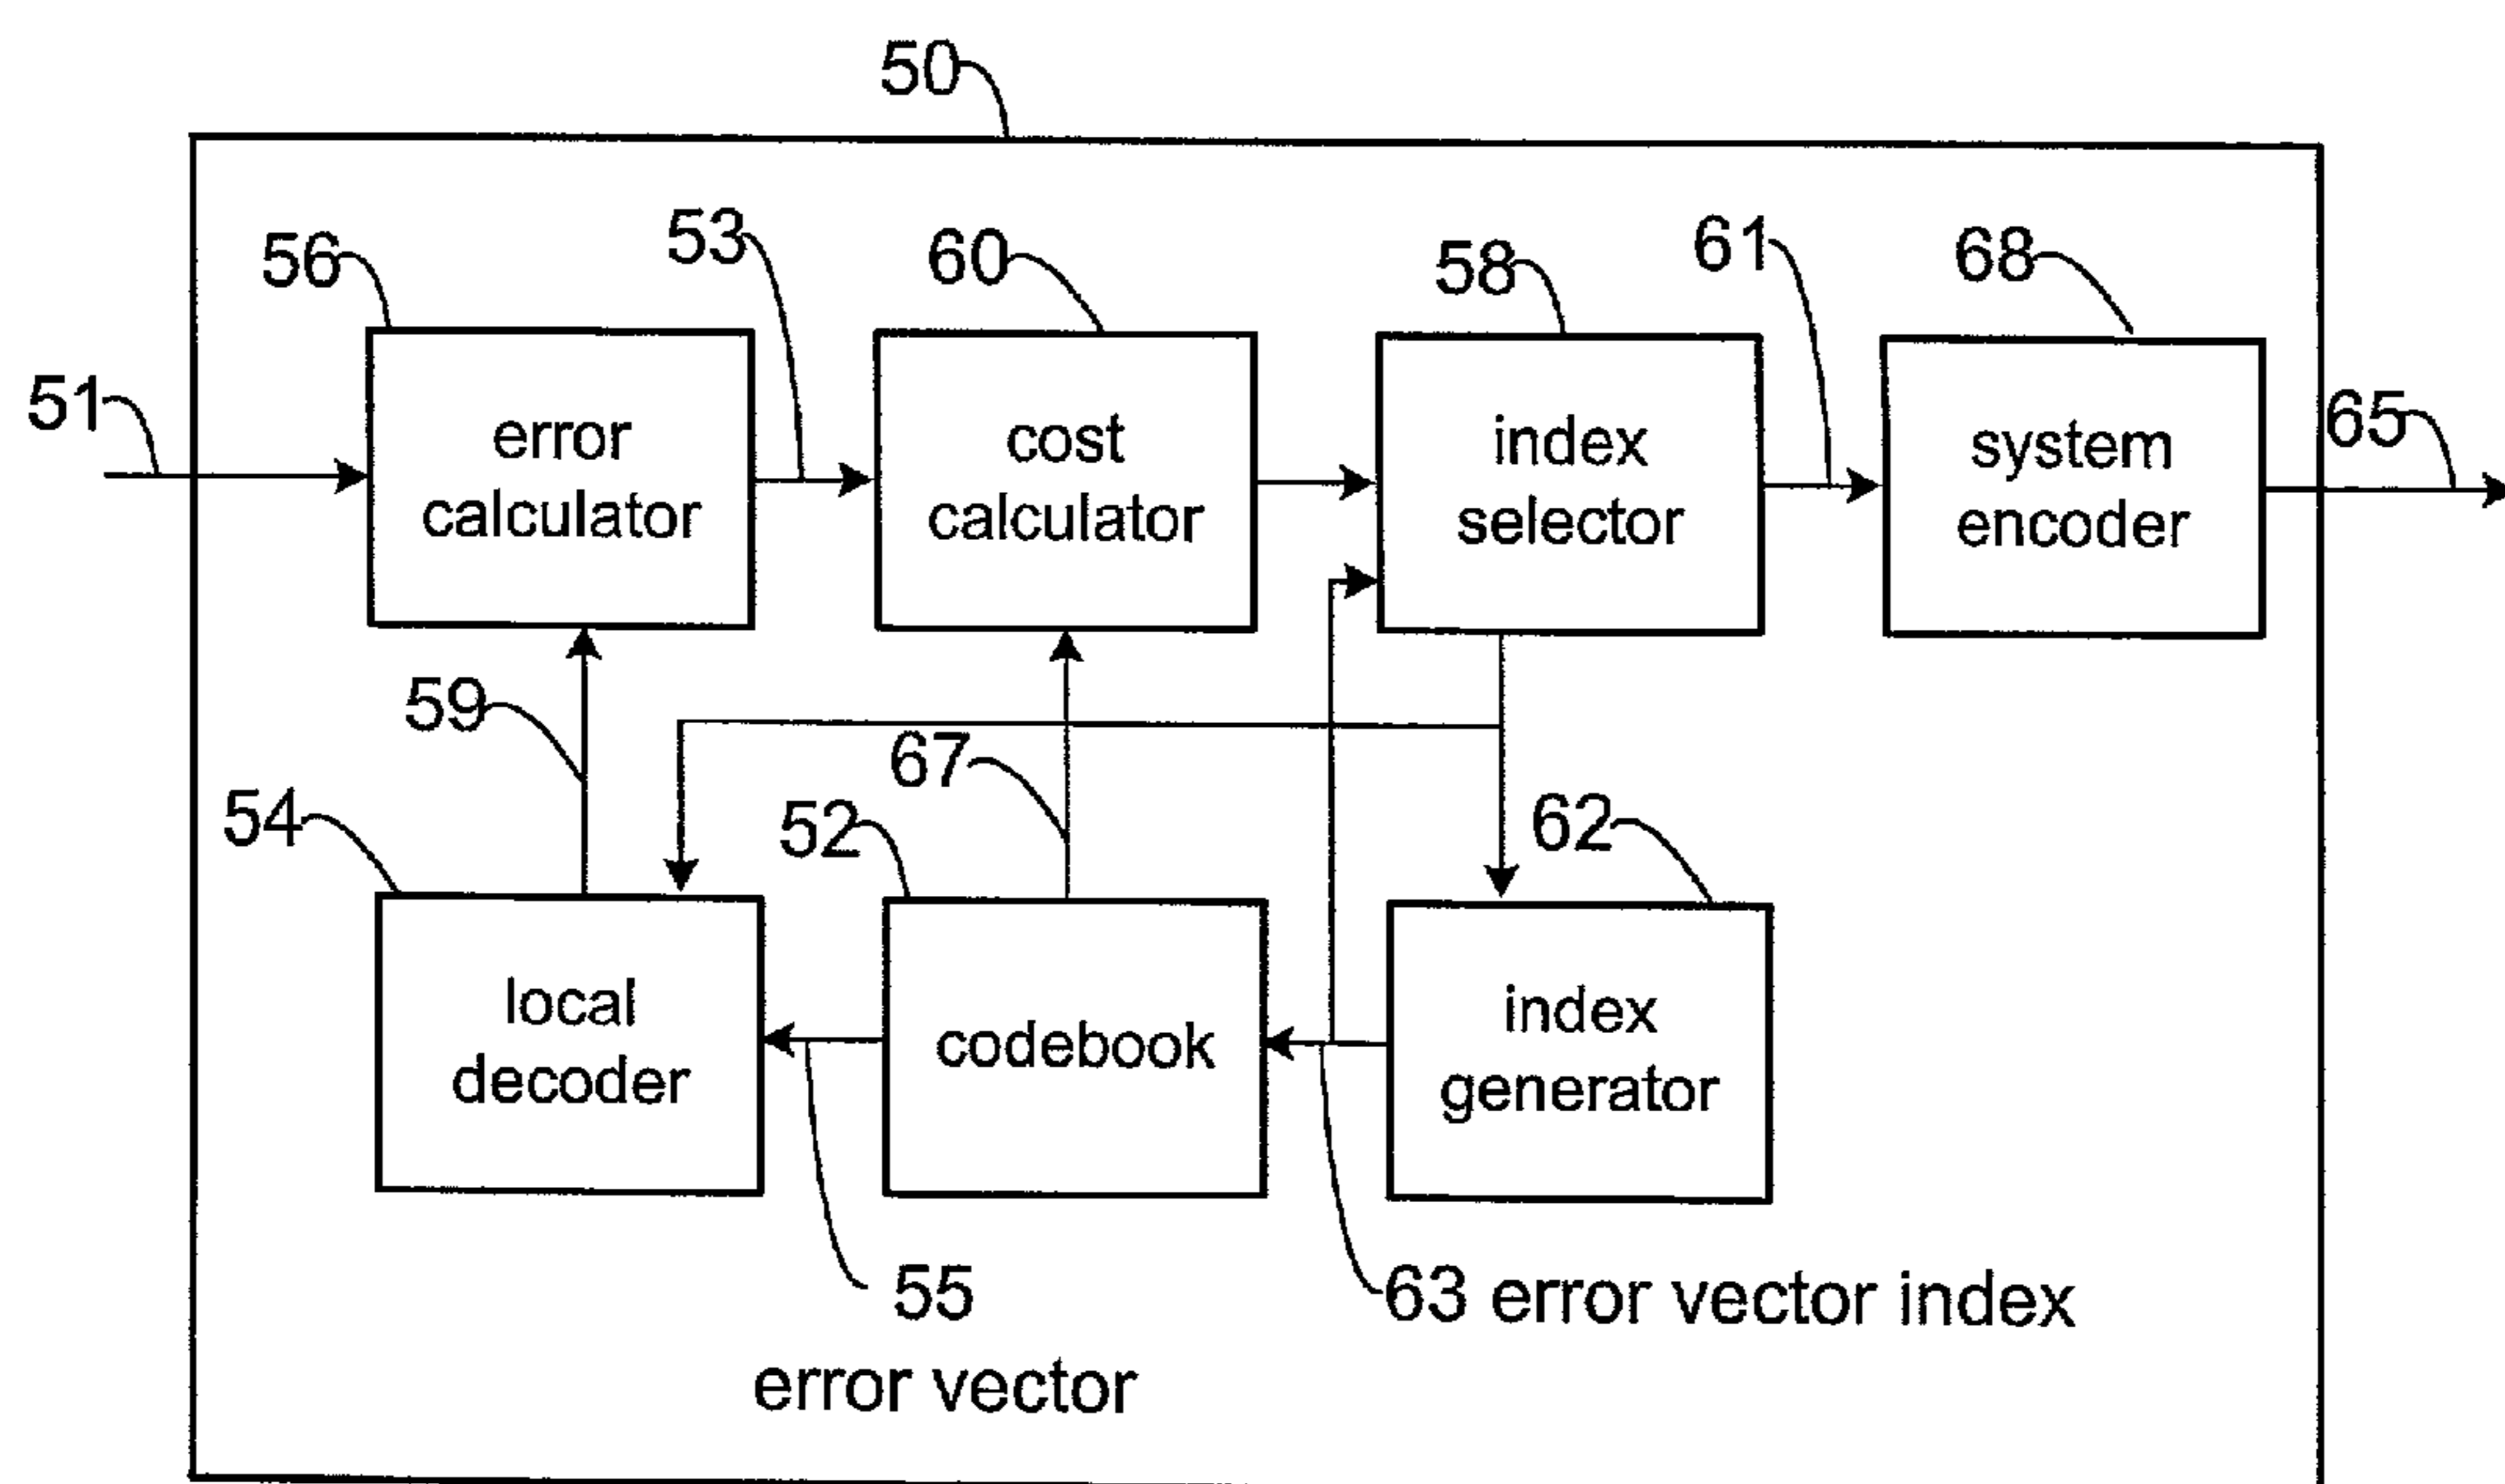 50
56
53
60
58
61
68
51
error
calculator
cost
calculator
index
selector
system
encoder
65
59
67
54
52
62
local
decoder
codebook
index
generator
55
63 error vector index
error vector